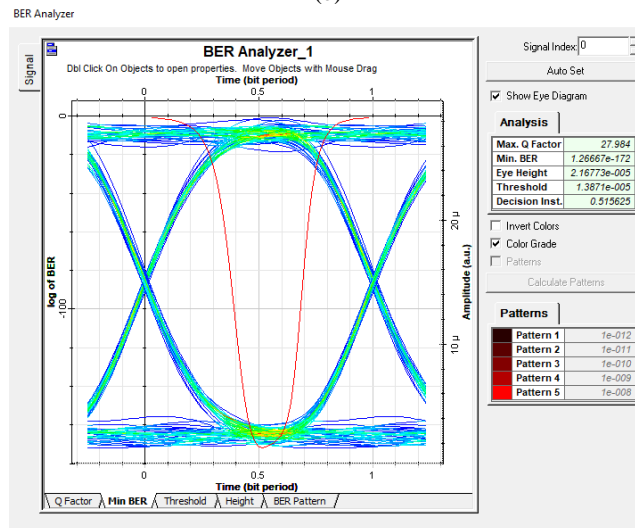 BER Analyzer
Signal
BER Analyzer_1
Dbl Click On Objects to open properties. Move Objects with Mouse Drag
Time (bit period)
0 0.5 1
0
-100
log of BER
20 µ
10 µ
Amplitude (a.u.)
0 0.5 1
Time (bit period)
Q Factor Min BER Threshold Height BER Pattern
Signal Index: 0
Auto Set
Show Eye Diagram
Analysis
Max. Q Factor 27.984
Min. BER 1.26667e-172
Eye Height 2.16773e-005
Threshold 1.3871e-005
Decision Inst. 0.515625
Invert Colors
Color Grade
Patterns
Calculate Patterns
Patterns
Pattern 1 1e-012
Pattern 2 1e-011
Pattern 3 1e-010
Pattern 4 1e-009
Pattern 5 1e-008